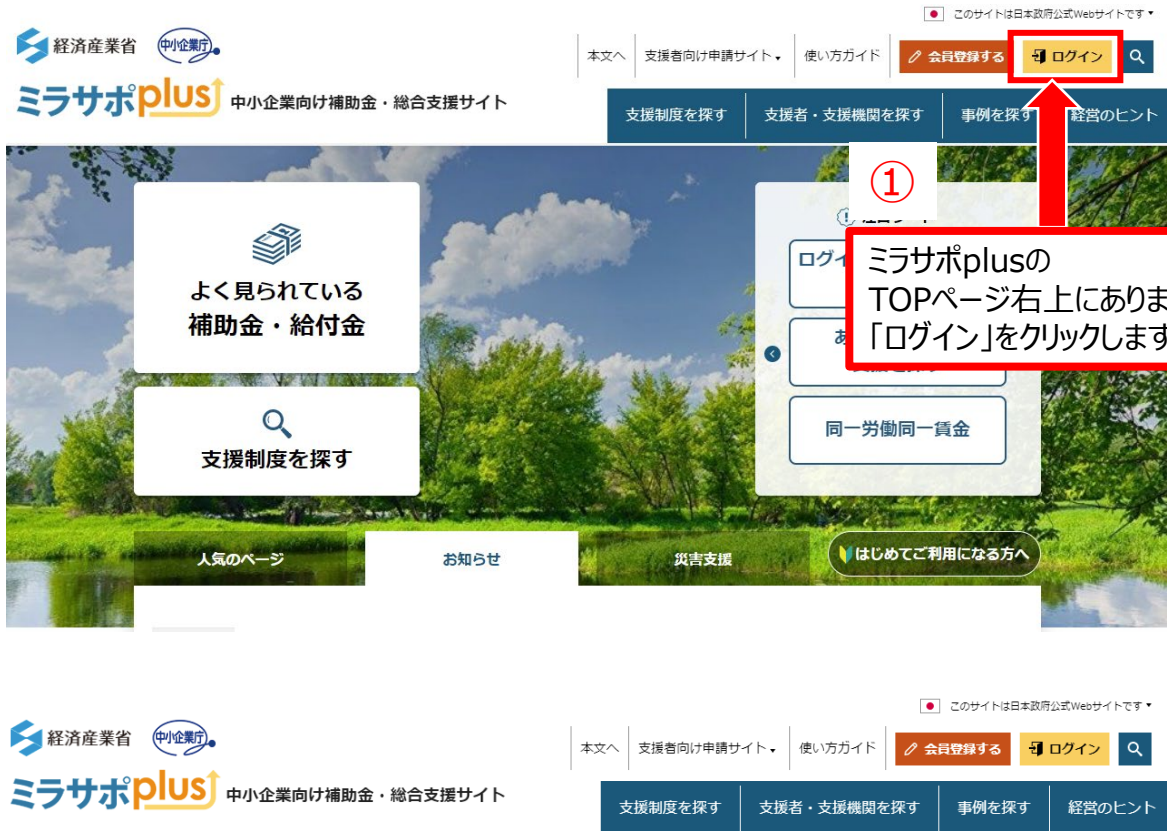 このサイトは日本政府公式Webサイトです
経済産業省 中小企業庁
本文へ 支援者向け申請サイト 使い方ガイド 会員登録する ログイン
ミラサポplus 中小企業向け補助金・総合支援サイト
支援制度を探す 支援者・支援機関を探す 事例を探す 経営のヒント
①
よく見られている
補助金・給付金
ログイ
ミラサポplusの
TOPページ右上にありま
「ログイン」をクリックします
あ
同一労働同一賃金
支援制度を探す
人気のページ お知らせ 災害支援 はじめてご利用になる方へ
このサイトは日本政府公式Webサイトです
経済産業省 中小企業庁
本文へ 支援者向け申請サイト 使い方ガイド 会員登録する ログイン
ミラサポplus 中小企業向け補助金・総合支援サイト
支援制度を探す 支援者・支援機関を探す 事例を探す 経営のヒント